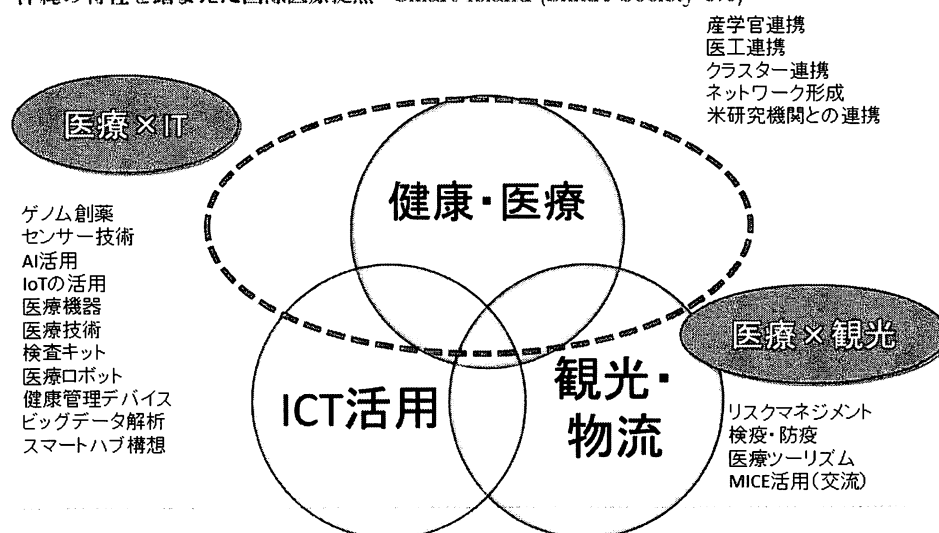 産学官連携
医工連携
クラスター連携
ネットワーク形成
米研究機関との連携
医療×IT
健康・医療
ゲノム創薬
センサー技術
AI活用
IoTの活用
医療機器
医療技術
検査キット
医療ロボット
健康管理デバイス
ビッグデータ解析
スマートハブ構想
医療×観光
ICT活用
観光・
物流
リスクマネジメント
検疫・防疫
医療ツーリズム
MICE活用(交流)